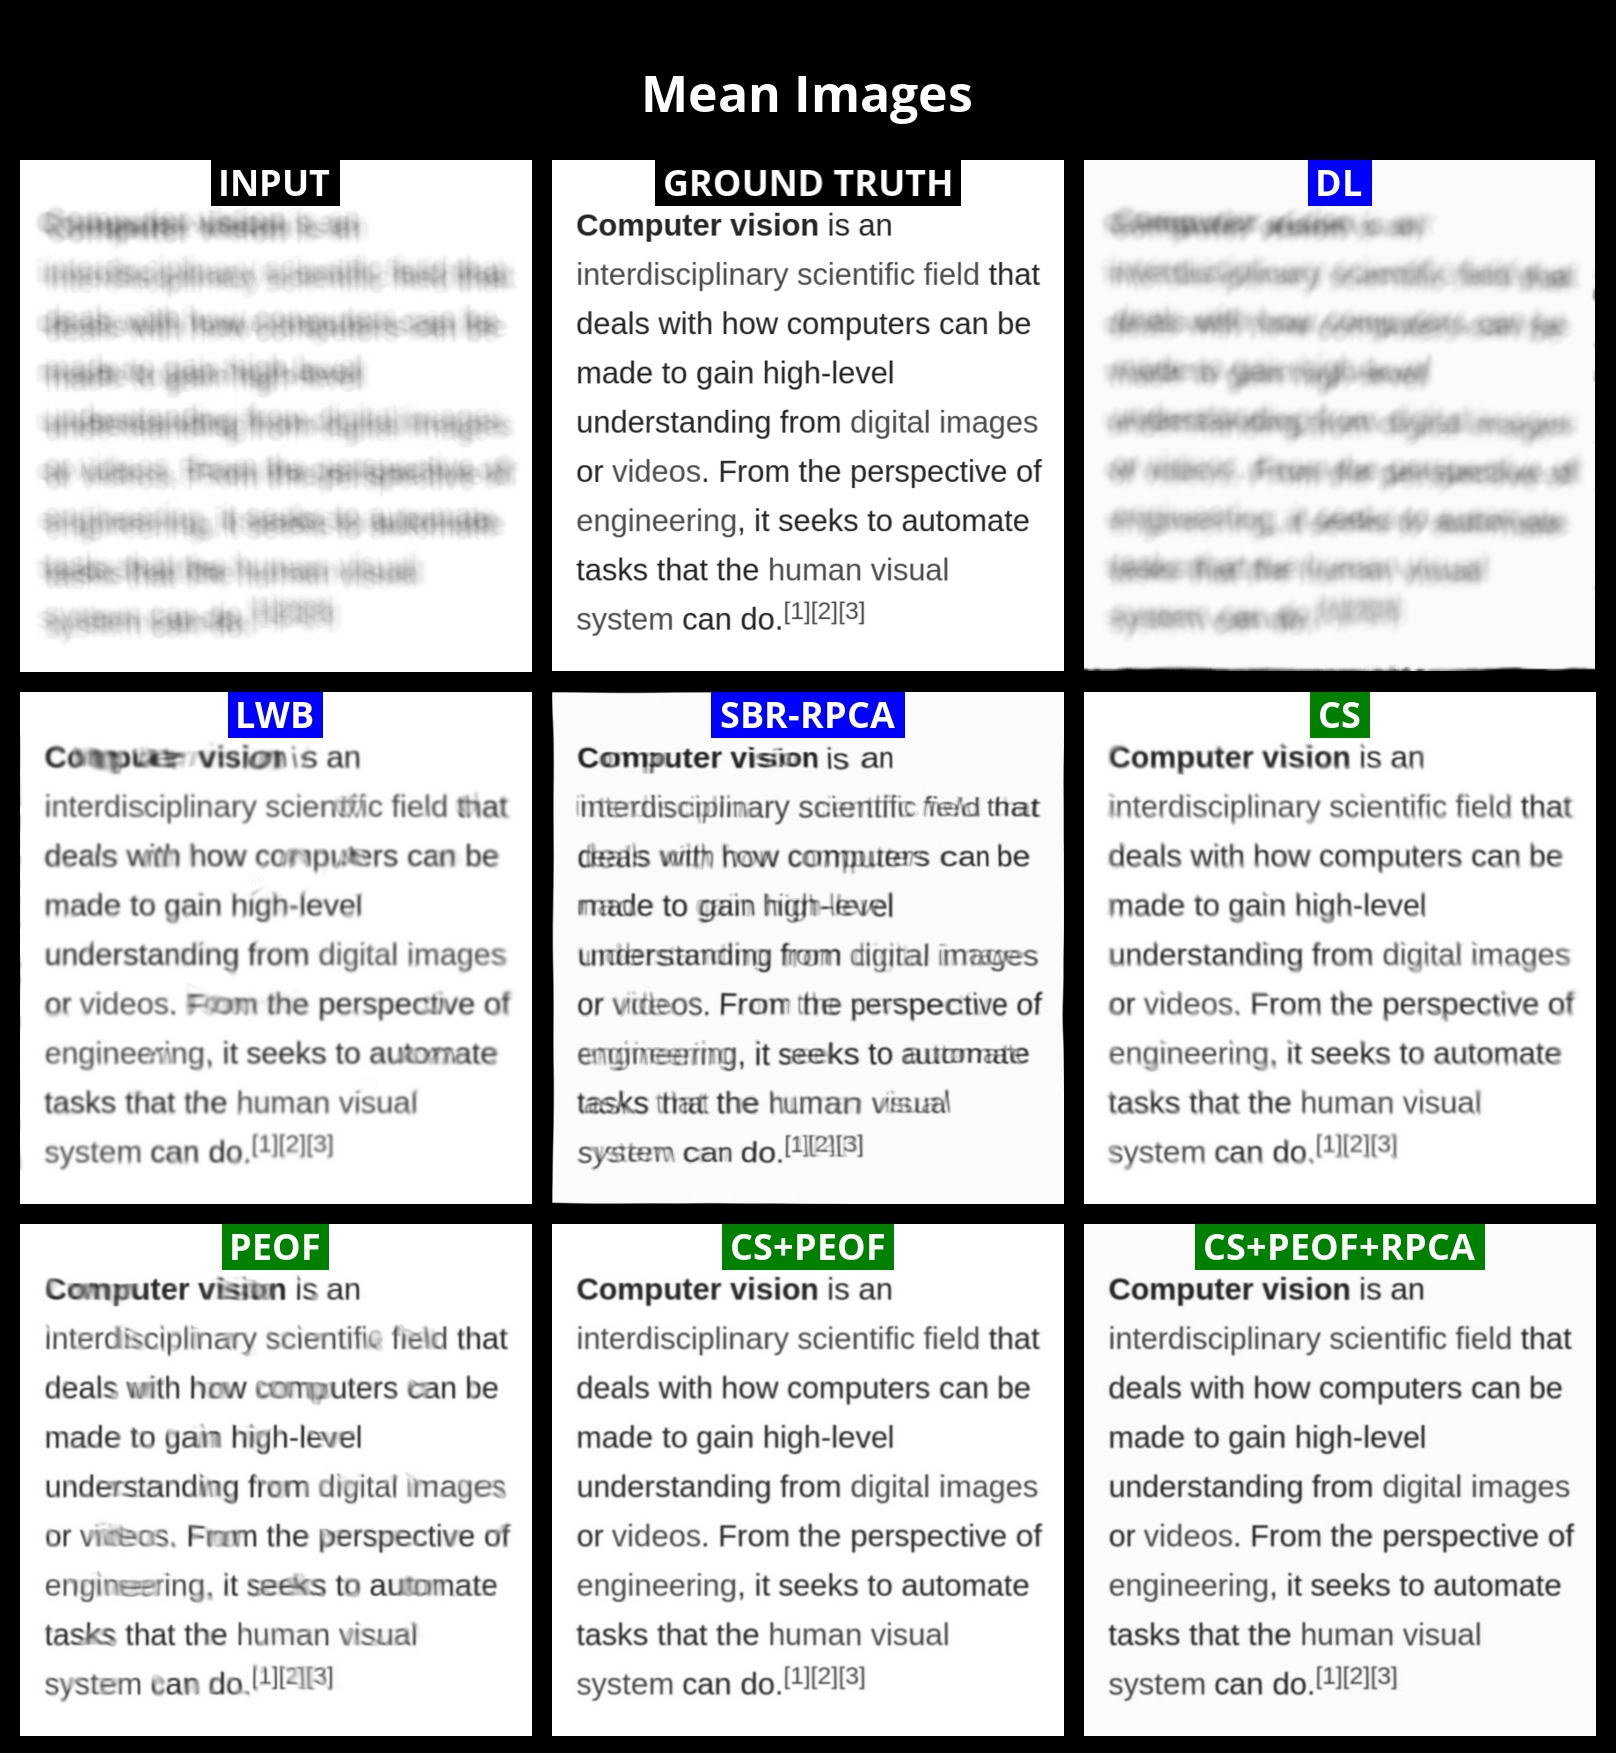 Mean Images
INPUT
GROUND TRUTH
Computer vision is an
interdisciplinary scientific field that
deals with how computers can be
made to gain high-level
understanding from digital images
or videos. From the perspective of
engineering, it seeks to automate
tasks that the human visual
system can do.[1][2][3]
DL
LWB
Computer vision is an
interdisciplinary scientific field that
deals with how computers can be
made to gain high-level
understanding from digital images
or videos. From the perspective of
engineering, it seeks to automate
tasks that the human visual
system can do.[1][2][3]
SBR-RPCA
Computer vision is an
interdisciplinary scientific field that
deals with how computers can be
made to gain high-level
understanding from digital images
or videos. From the perspective of
engineering, it seeks to automate
tasks that the human visual
system can do.[1][2][3]
CS
Computer vision is an
interdisciplinary scientific field that
deals with how computers can be
made to gain high-level
understanding from digital images
or videos. From the perspective of
engineering, it seeks to automate
tasks that the human visual
system can do.[1][2][3]
PEOF
Computer vision is an
interdisciplinary scientific field that
deals with how computers can be
made to gain high-level
understanding from digital images
or videos. From the perspective of
engineering, it seeks to automate
tasks that the human visual
system can do.[1][2][3]
CS+PEOF
Computer vision is an
interdisciplinary scientific field that
deals with how computers can be
made to gain high-level
understanding from digital images
or videos. From the perspective of
engineering, it seeks to automate
tasks that the human visual
system can do.[1][2][3]
CS+PEOF+RPCA
Computer vision is an
interdisciplinary scientific field that
deals with how computers can be
made to gain high-level
understanding from digital images
or videos. From the perspective of
engineering, it seeks to automate
tasks that the human visual
system can do.[1][2][3]